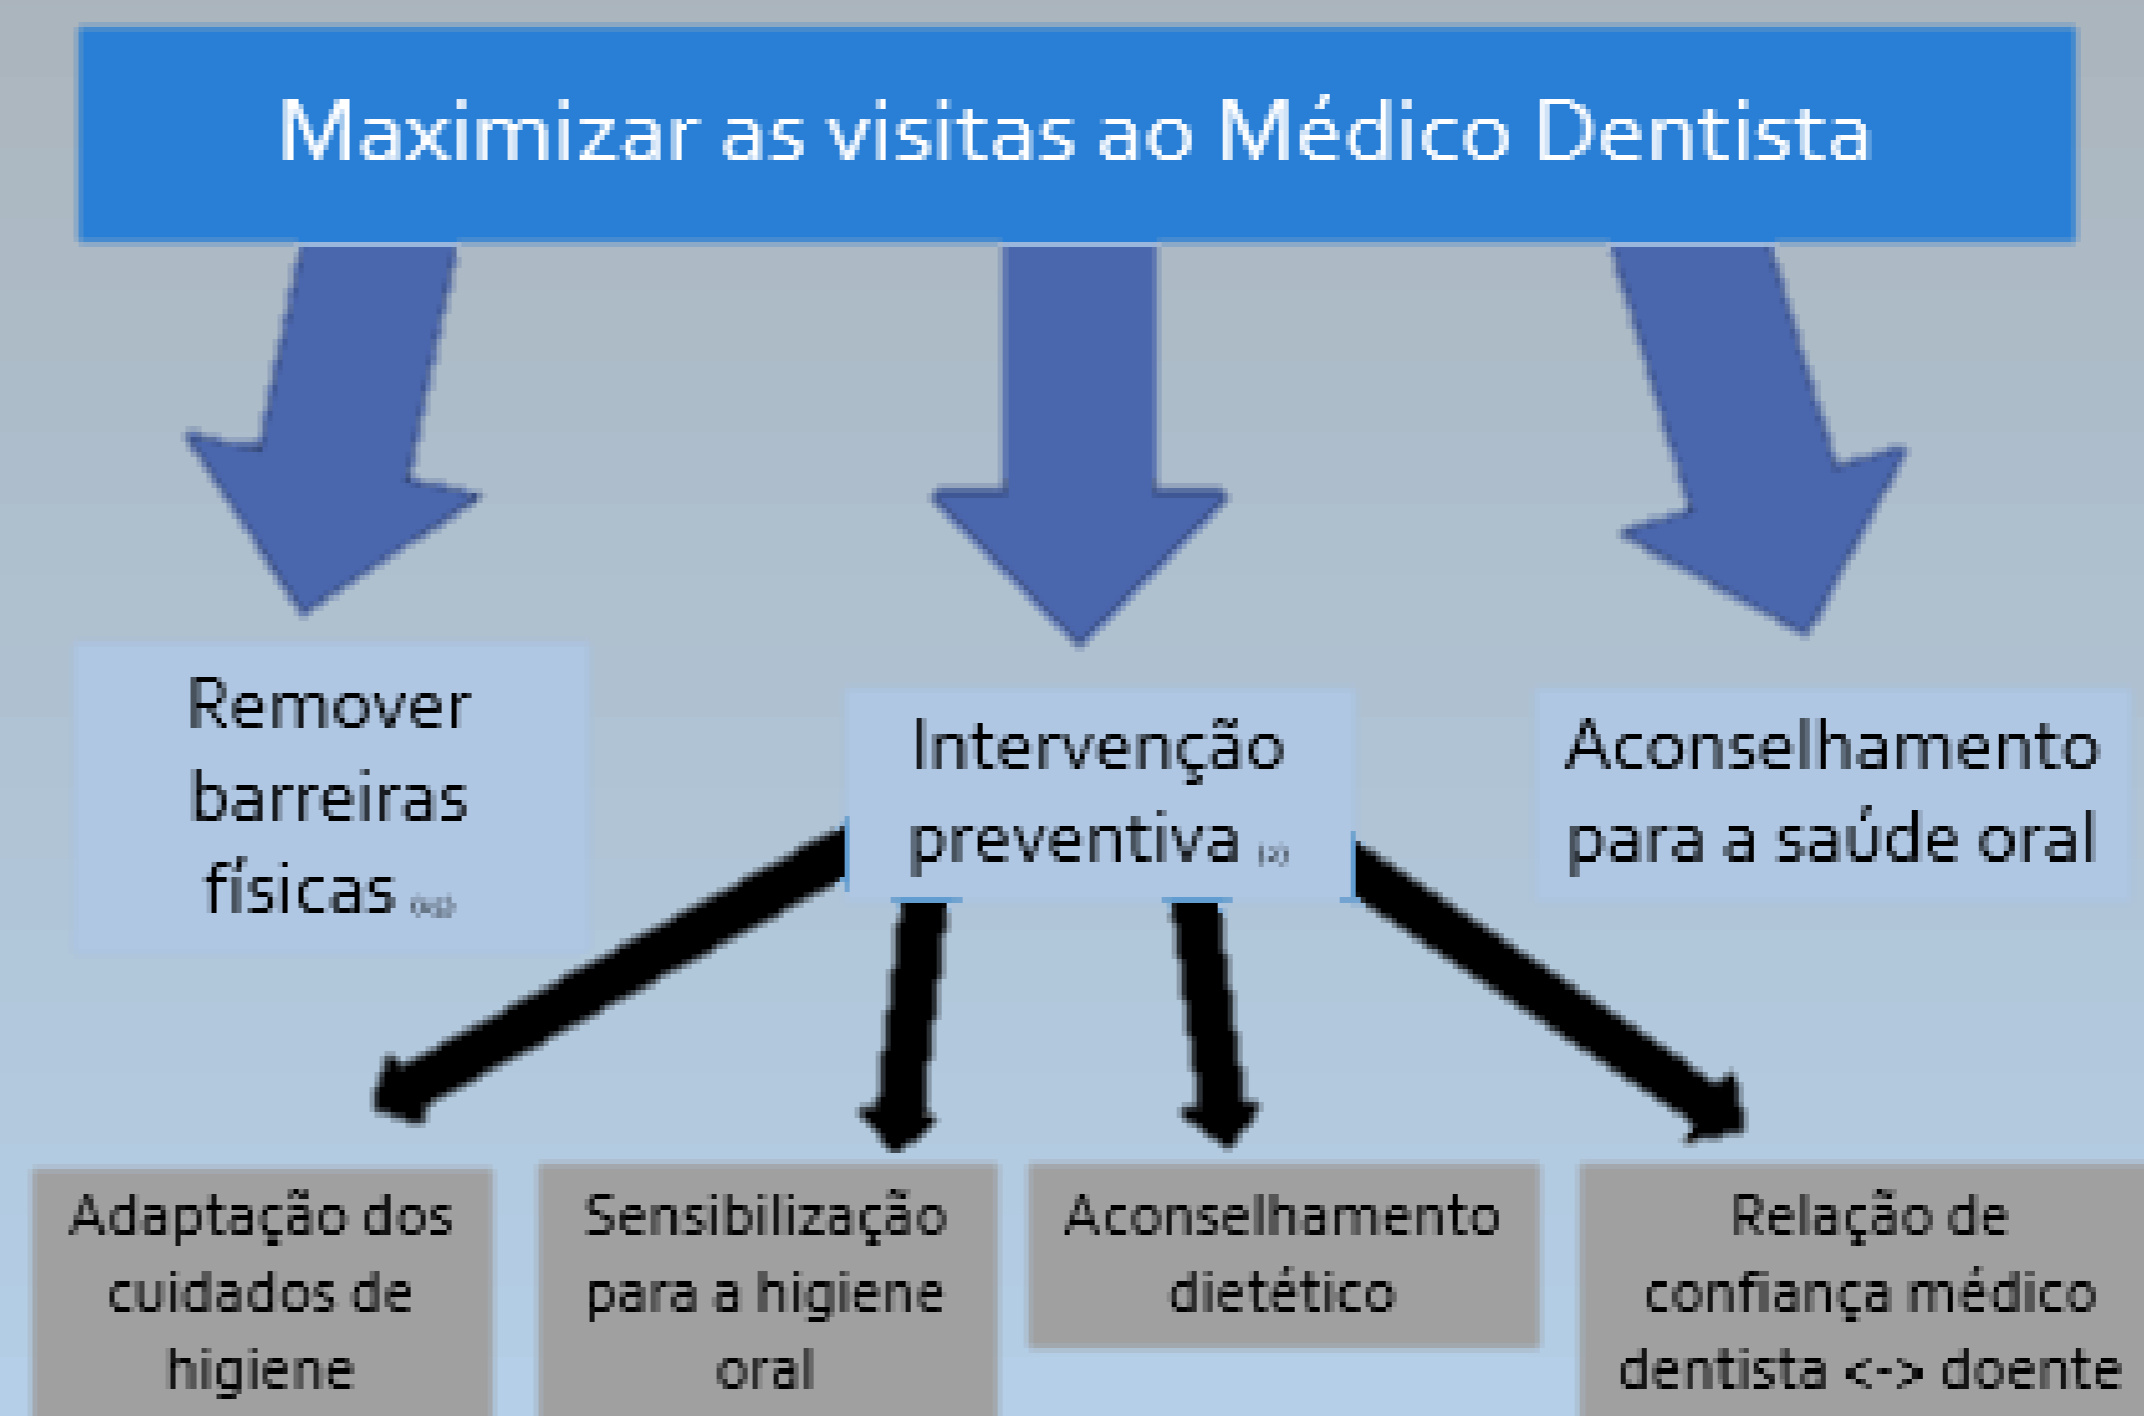 Maximizar as visitas ao Médico Dentista
Remover
barreiras
físicas
Intervenção
preventiva (2)
Aconselhamento
para a saúde oral
Adaptação dos
cuidados de
higiene
Sensibilização
para a higiene
oral
Aconselhamento
dietético
Relação de
confiança médico
dentista <-> doente